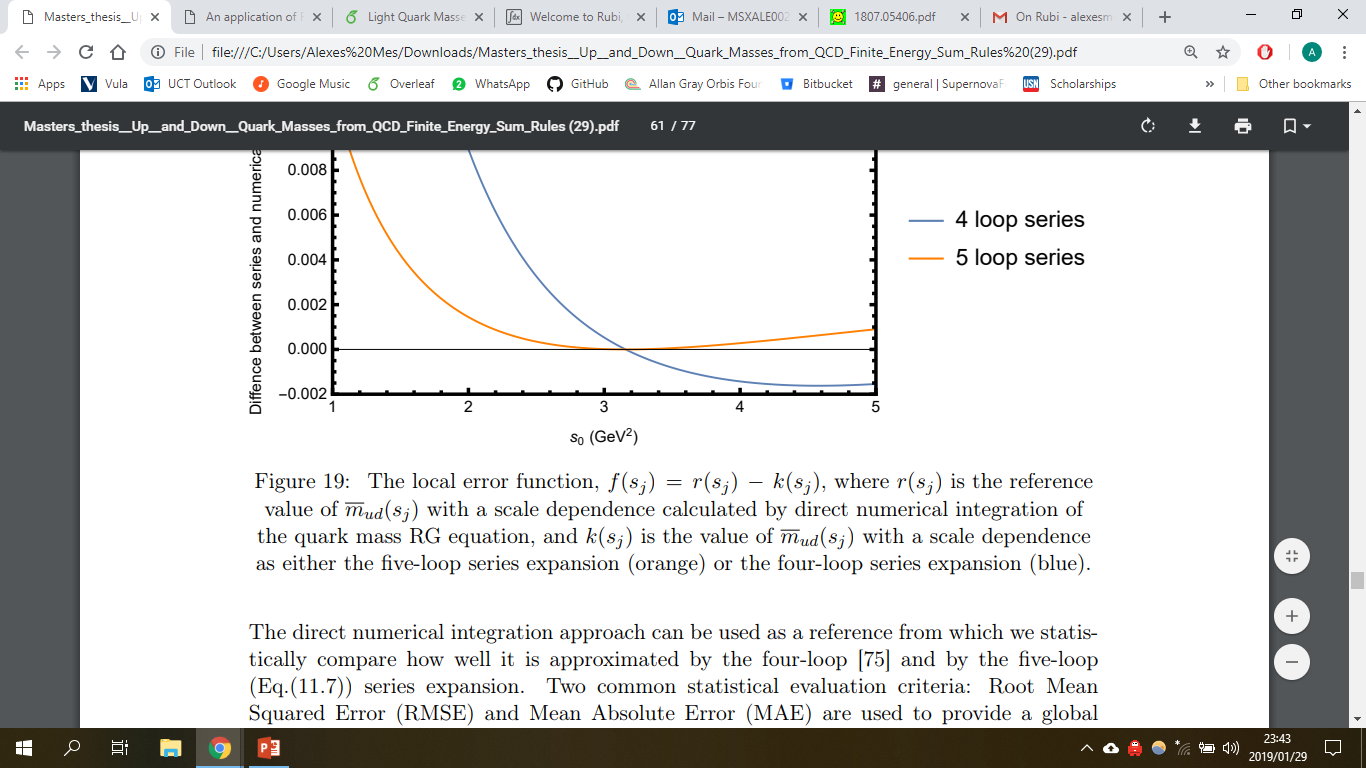 Masters_thesis__U
An application of F
Light Quark Masse
Welcome to Rubi,
Mail – MSXALE002
1807.05406.pdf
On Rubi - alexesm
File
file:///C:/Users/Alexes%20Mes/Downloads/Masters_thesis__Up__and_Down__Quark_Masses_from_QCD_Finite_Energy_Sum_Rules%20(29).pdf
A
Apps
Vula
UCT Outlook
Google Music
Overleaf
2 WhatsApp
GitHub
Allan Gray Orbis Four
Bitbucket
# general | SupernovaF
USN Scholarships
»
Other bookmarks
Masters_thesis__Up__and_Down__Quark_Masses_from_QCD_Finite_Energy_Sum_Rules (29).pdf
61 / 77
Diffence between series and numerica
0.008
0.006
0.004
0.002
0.000
−0.002
1 2 3 4 5
s₀ (GeV²)
4 loop series
5 loop series
Figure 19: The local error function, f(sⱼ) = r(sⱼ) − k(sⱼ), where r(sⱼ) is the reference
value of m̅ᵤd(sⱼ) with a scale dependence calculated by direct numerical integration of
the quark mass RG equation, and k(sⱼ) is the value of m̅ᵤd(sⱼ) with a scale dependence
as either the five-loop series expansion (orange) or the four-loop series expansion (blue).
The direct numerical integration approach can be used as a reference from which we statis-
tically compare how well it is approximated by the four-loop [75] and by the five-loop
(Eq.(11.7)) series expansion. Two common statistical evaluation criteria: Root Mean
Squared Error (RMSE) and Mean Absolute Error (MAE) are used to provide a global
23:43
2019/01/29